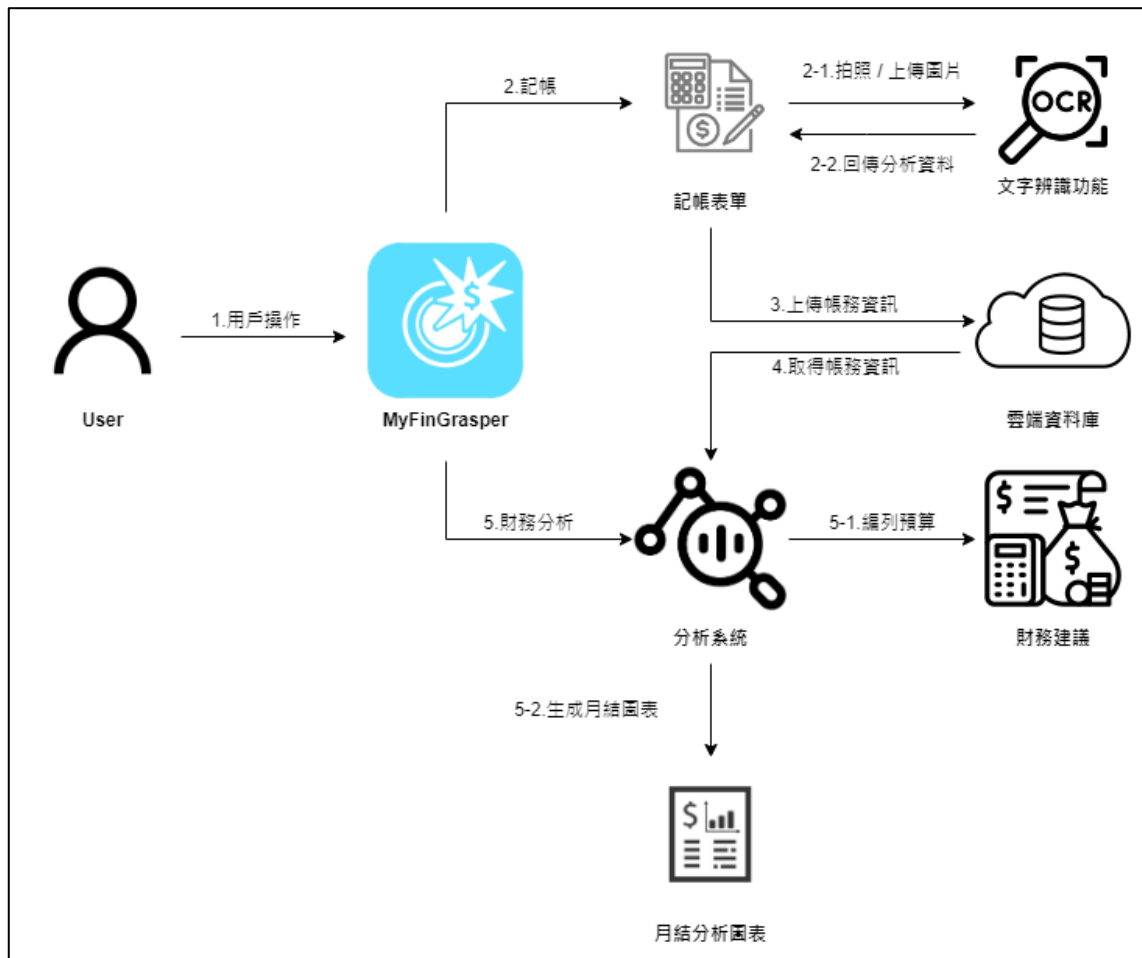 2.記帳
2-1.拍照 / 上傳圖片
OCR
2-2.回傳分析資料
文字辨識功能
記帳表單
$
$
1.用戶操作
3.上傳帳務資訊
4.取得帳務資訊
User
MyFinGrasper
雲端資料庫
$
$
5.財務分析
5-1.編列預算
分析系統
財務建議
5-2.生成月結圖表
$
月結分析圖表